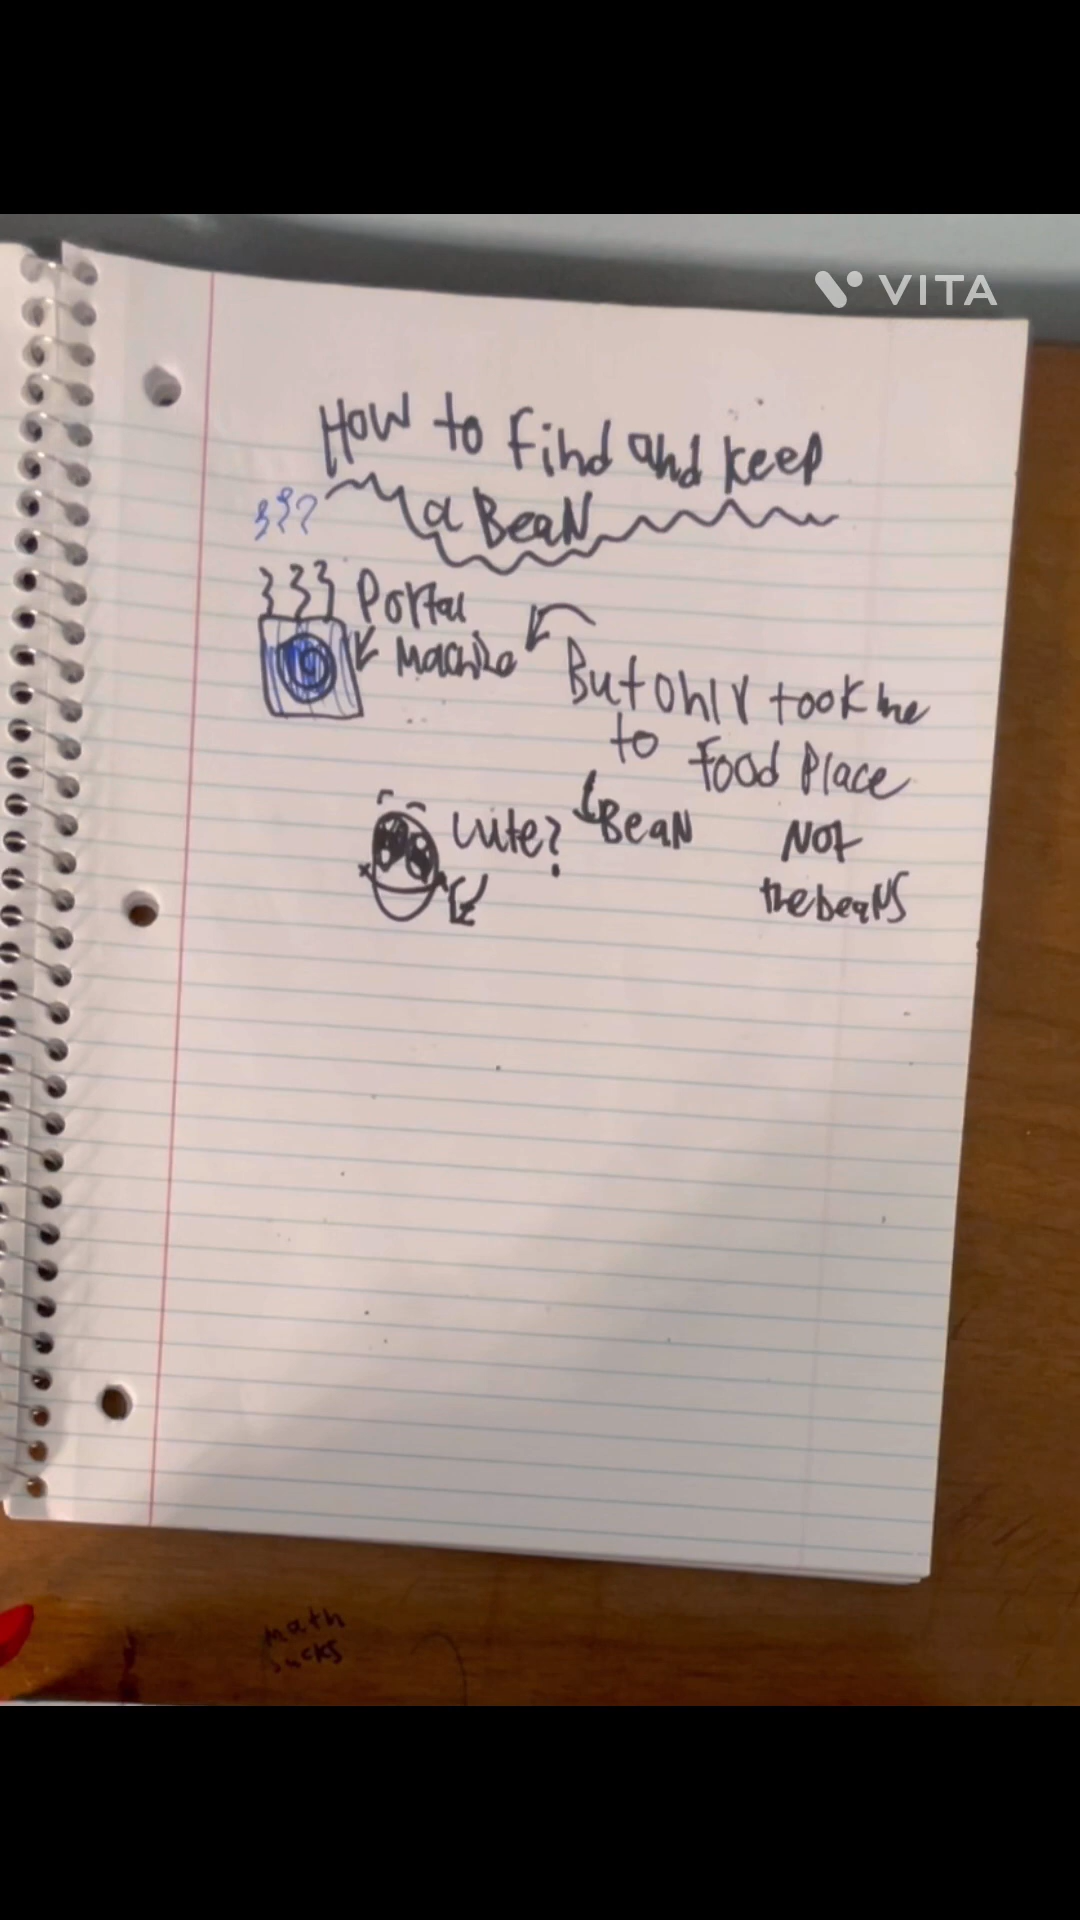 VITA
How to Find and keep
a BeaN
Portal
Machine
But only took me
to Food Place
Not
the beaNS
cute?
BeaN
math
sucks